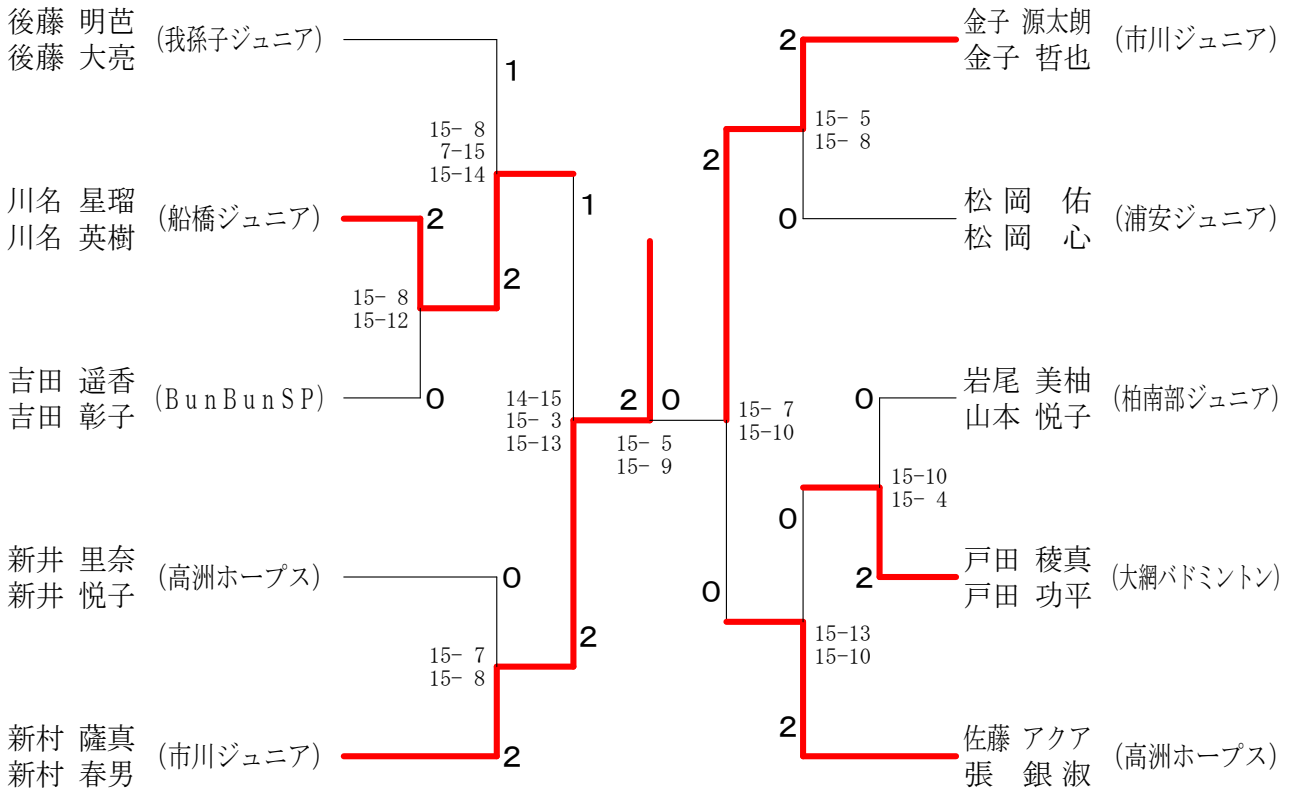 後藤 明芭
後藤 大亮
(我孫子ジュニア)
1
15- 8
7-15
15-14
川名 星瑠
川名 英樹
(船橋ジュニア)
2
1
2
15- 8
15-12
吉田 遥香
吉田 彰子
(BunBunSP)
0
14-15
15- 3
15-13
2
0
15- 5
15- 9
新井 里奈
新井 悦子
(高洲ホープス)
0
2
15- 7
15- 8
新村 薩真
新村 春男
(市川ジュニア)
2
2
金子 源太朗
金子 哲也
(市川ジュニア)
15- 5
15- 8
2
0
松岡 佑
松岡 心
(浦安ジュニア)
0
岩尾 美柚
山本 悦子
(柏南部ジュニア)
15- 7
15-10
15-10
15- 4
0
2
戸田 稜真
戸田 功平
(大網バドミントン)
0
15-13
15-10
2
佐藤 アクア
張 銀淑
(高洲ホープス)